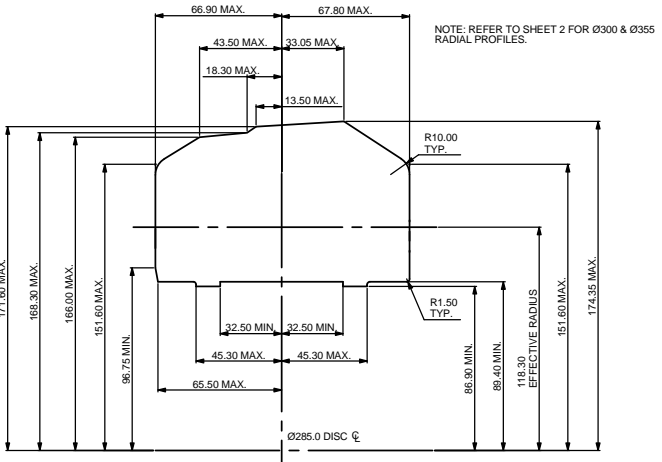 66.90 MAX.
67.80 MAX.
NOTE: REFER TO SHEET 2 FOR Ø300 & Ø355
RADIAL PROFILES.
43.50 MAX.
33.05 MAX.
18.30 MAX.
13.50 MAX.
R10.00
TYP.
171.60 MAX.
168.30 MAX.
166.00 MAX.
151.60 MAX.
96.75 MIN.
R1.50
TYP.
32.50 MIN.
32.50 MIN.
45.30 MAX.
45.30 MAX.
65.50 MAX.
86.90 MIN.
89.40 MIN.
118.30
EFFECTIVE RADIUS
151.60 MAX.
174.35 MAX.
Ø285.0 DISC ℄